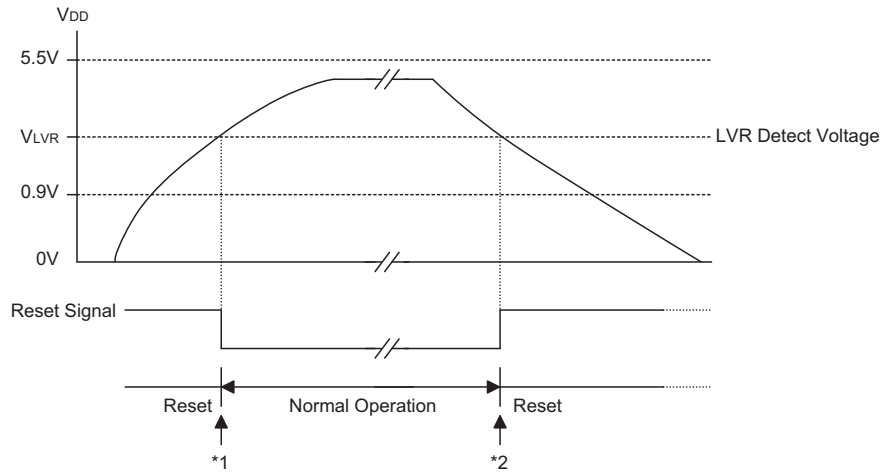 VDD
5.5V
VLVR
LVR Detect Voltage
0.9V
0V
Reset Signal
Reset
Normal Operation
Reset
*1
*2